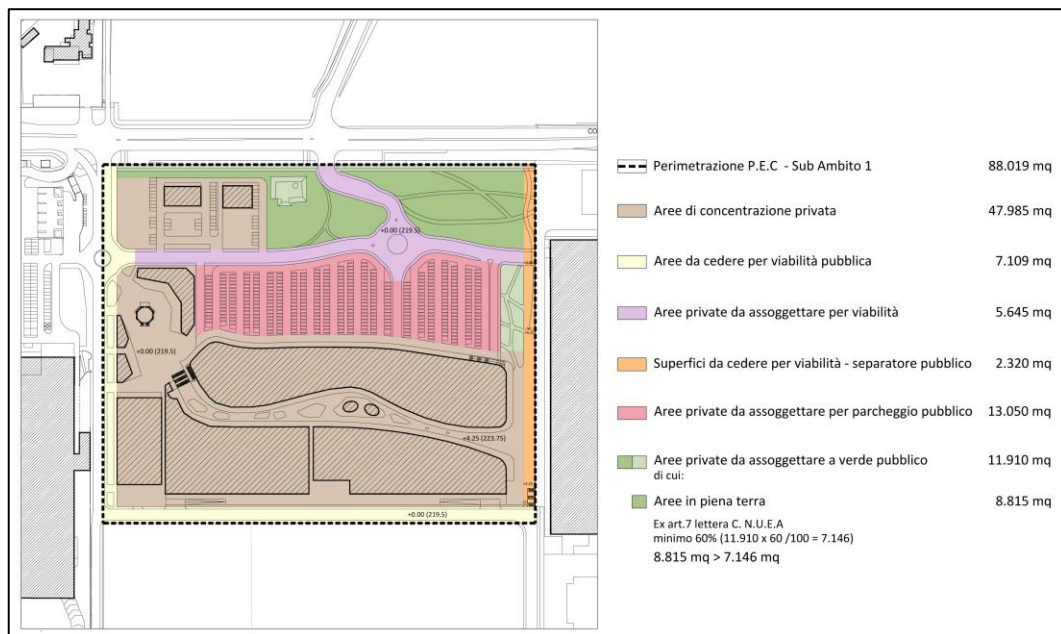 CO
+0.00 (219.5)
+0.00 (219.5)
+4.25 (223.75)
+0.00 (219.5)
Perimetrazione P.E.C - Sub Ambito 1 88.019 mq
Aree di concentrazione privata 47.985 mq
Aree da cedere per viabilità pubblica 7.109 mq
Aree private da assoggettare per viabilità 5.645 mq
Superfici da cedere per viabilità - separatore pubblico 2.320 mq
Aree private da assoggettare per parcheggio pubblico 13.050 mq
Aree private da assoggettare a verde pubblico 11.910 mq
di cui:
Aree in piena terra 8.815 mq
Ex art.7 lettera C. N.U.E.A
minimo 60% (11.910 x 60 /100 = 7.146)
8.815 mq > 7.146 mq